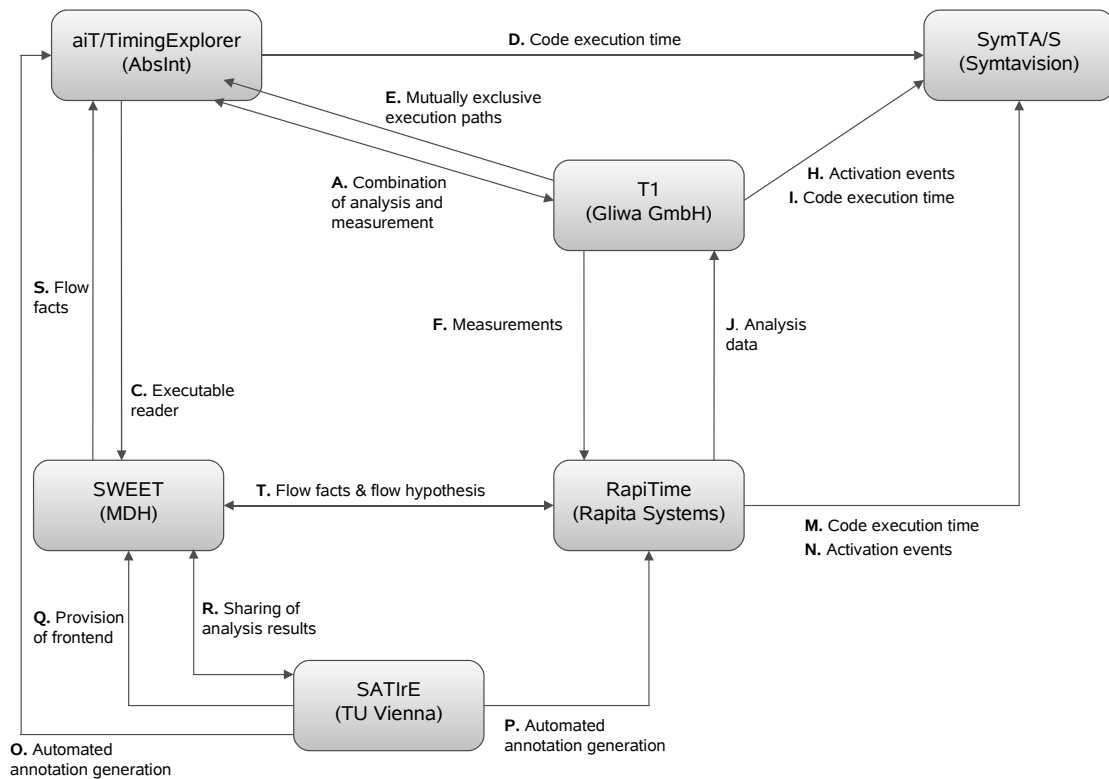 aiT/TimingExplorer
(AbsInt)
D. Code execution time
SymTA/S
(Symtavision)
E. Mutually exclusive
execution paths
A. Combination
of analysis and
measurement
T1
(Gliwa GmbH)
H. Activation events
I. Code execution time
S. Flow
facts
F. Measurements
J. Analysis
data
C. Executable
reader
SWEET
(MDH)
T. Flow facts & flow hypothesis
RapiTime
(Rapita Systems)
M. Code execution time
N. Activation events
Q. Provision
of frontend
R. Sharing of
analysis results
SATIrE
(TU Vienna)
P. Automated
annotation generation
O. Automated
annotation generation